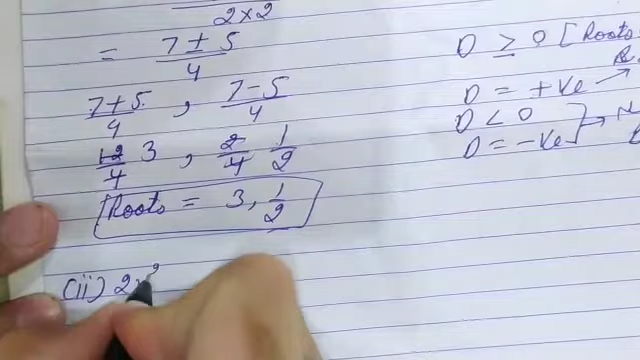 2 × 2
= 7 ± 5 / 4
7 + 5 / 4 , 7 - 5 / 4
12 / 4 3 , 2 / 4 1 / 2
Roots = 3, 1 / 2
(ii) 2x²
D ≥ 0 [Roots
D = +Ve
D < 0
D = -Ve